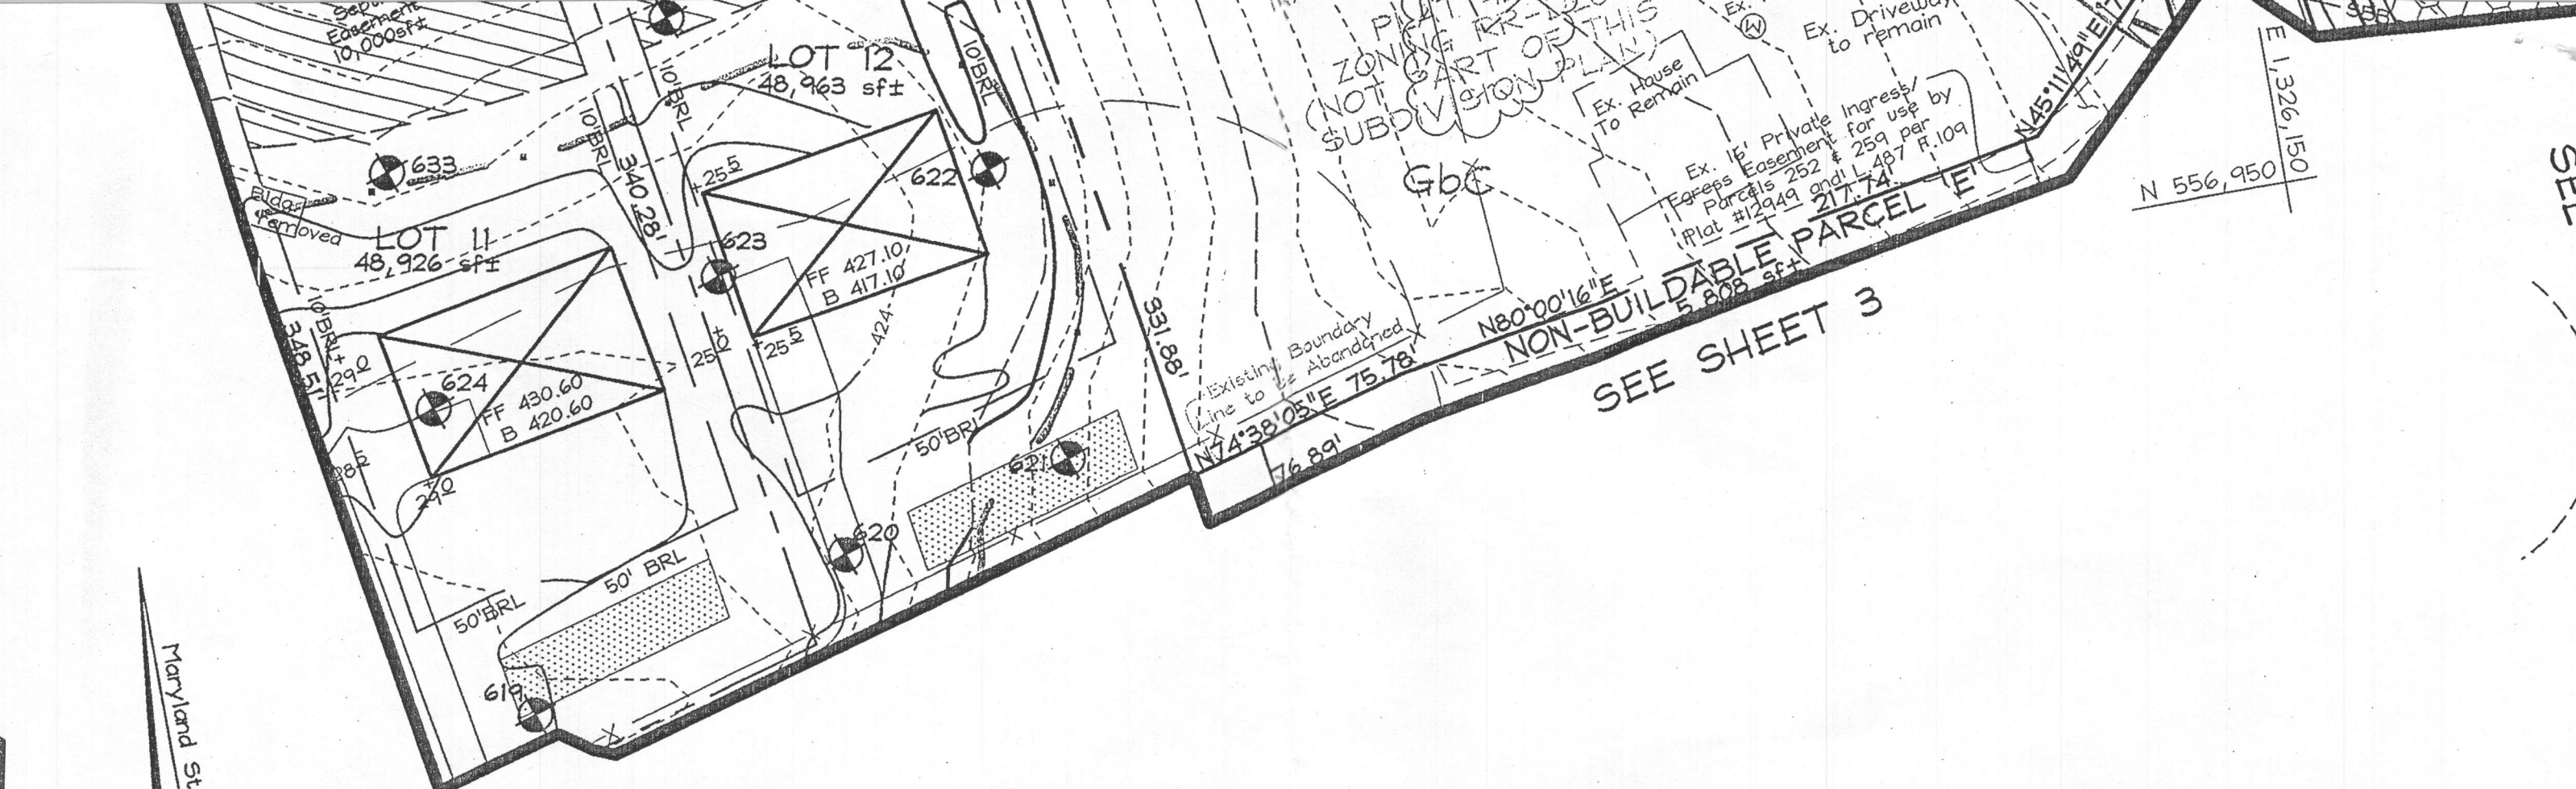 Easement
10,000sf±
LOT 12
48,963 sf±
10'BRL
10'BRL
10'BRL
340.28'
633
Bldg.
removed
LOT 11
48,926 sf±
10'BRL
348.51'
+29.0
624
FF 430.60
B 420.60
28.5
+29.0
+25.5
622
623
FF 427.10
B 417.10
+25.0
+25.5
424
50'BRL
621
620
50' BRL
50'BRL
619
331.88'
ZONING RR-
(NOT PART OF THIS
SUBDIVISION PLAN)
Ex.
W
Ex. Driveway
to remain
Ex. House
To Remain
GbC
Ex. 16' Private Ingress/
Egress Easement for use by
Parcels 252 & 259 per
Plat #12949 and L. 487 F. 109
217.74'
N45°11'49"E
N80°00'16"E
NON-BUILDABLE PARCEL 'E'
5,808 sf±
Existing Boundary
Line to be Abandoned
N74°38'05"E 75.78'
76.89'
SEE SHEET 3
E 1,326,150
N 556,950
Maryland St